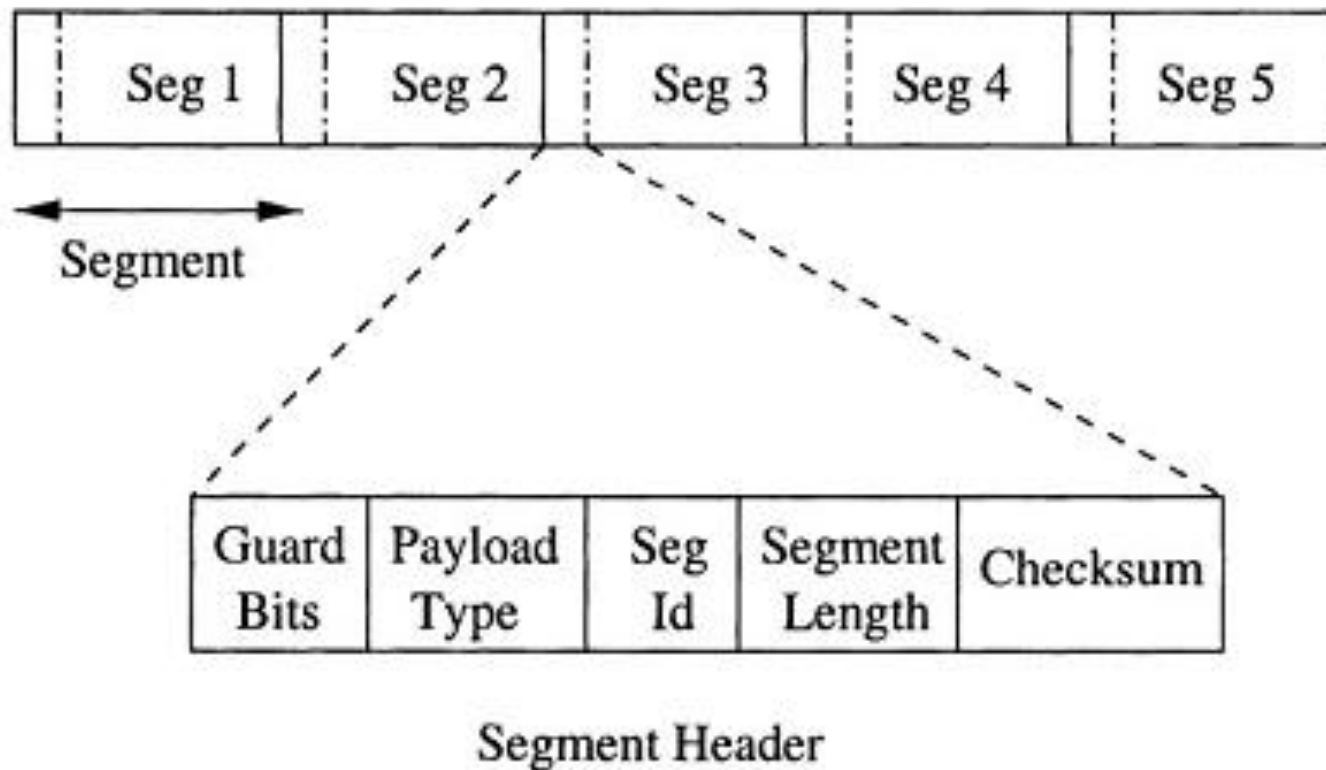 Seg 1 Seg 2 Seg 3 Seg 4 Seg 5
Segment
Guard Bits
Payload Type
Seg Id
Segment Length
Checksum
Segment Header